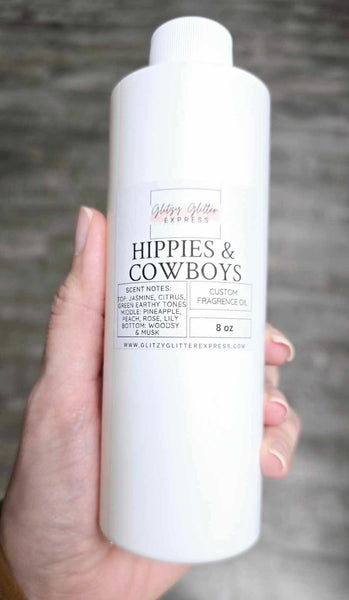 Glitzy Glitter
EXPRESS
HIPPIES &
COWBOYS
SCENT NOTES:
TOP: JASMINE, CITRUS,
GREEN EARTHY TONES
MIDDLE: PINEAPPLE,
PEACH, ROSE, LILY
BOTTOM: WOODSY
& MUSK
CUSTOM
FRAGRENCE OIL
8 oz
WWW.GLITZYGLITTEREXPRESS.COM